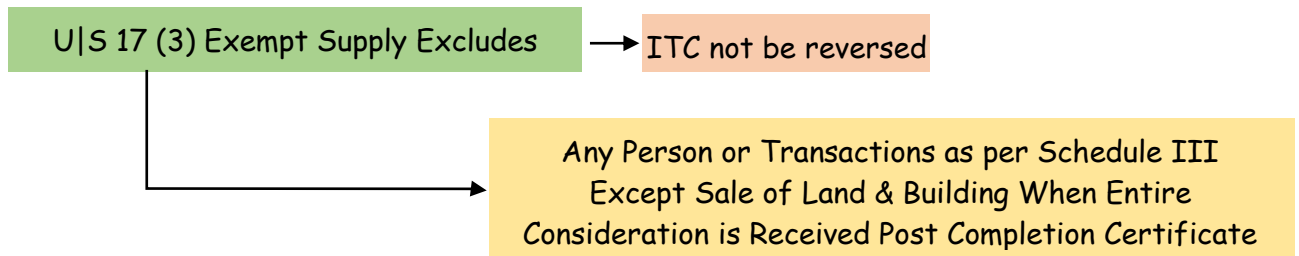 U|S 17 (3) Exempt Supply Excludes
ITC not be reversed
Any Person or Transactions as per Schedule III
Except Sale of Land & Building When Entire
Consideration is Received Post Completion Certificate